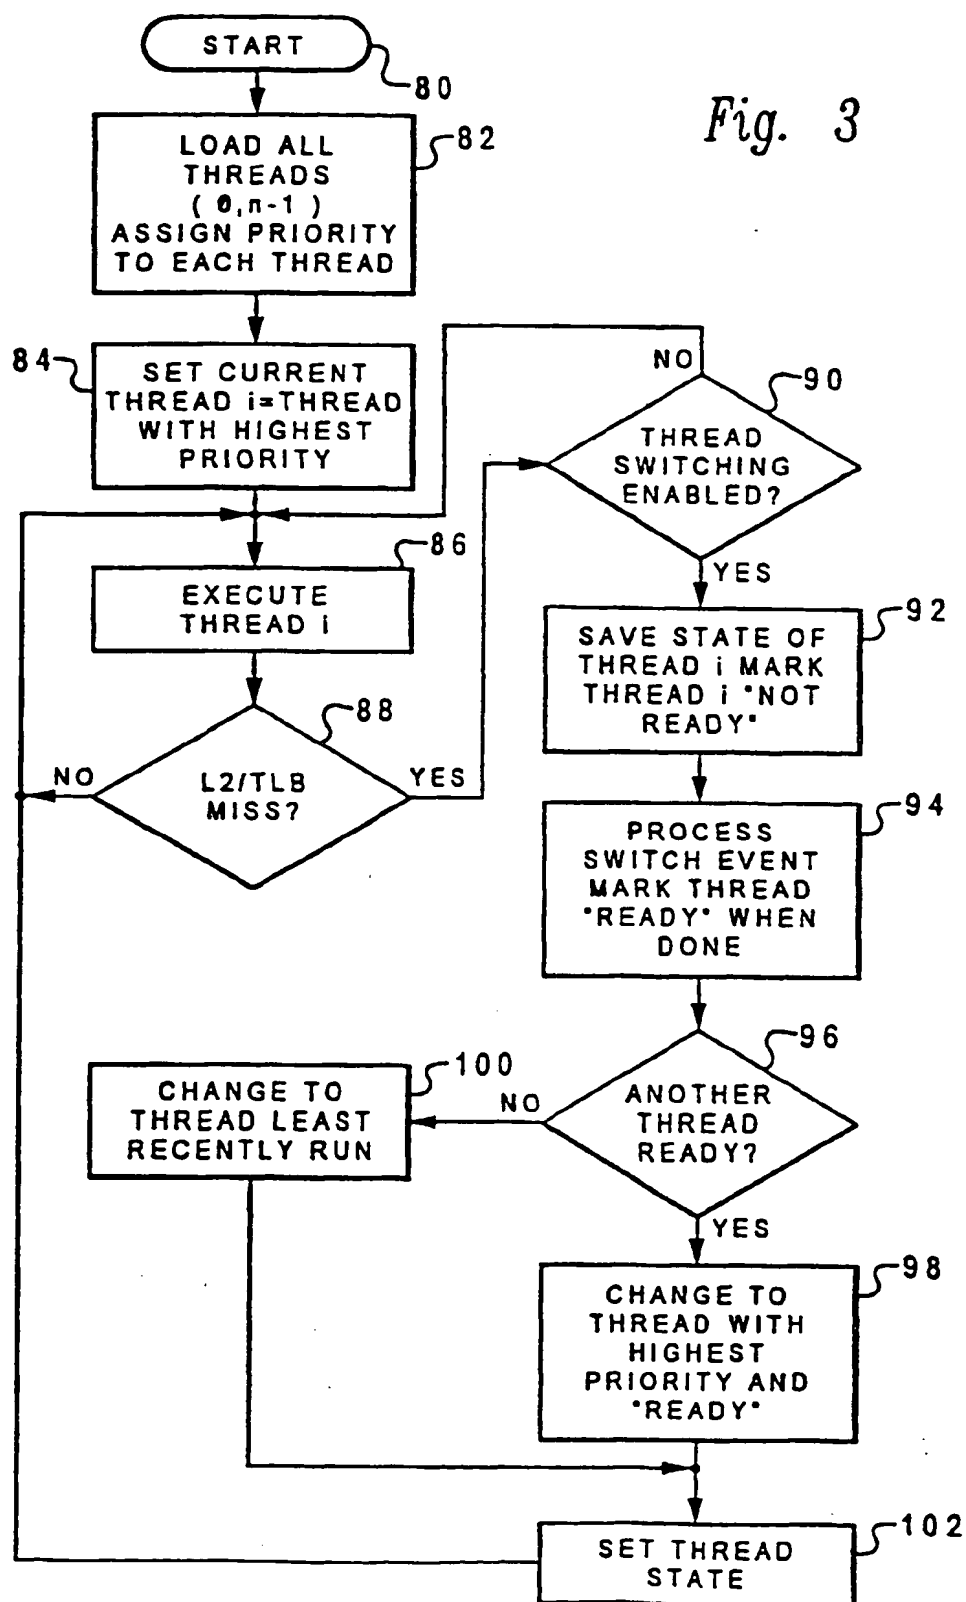 START
80
Fig. 3
LOAD ALL
THREADS
( 0,n-1 )
ASSIGN PRIORITY
TO EACH THREAD
82
84
SET CURRENT
THREAD i=THREAD
WITH HIGHEST
PRIORITY
NO
90
THREAD
SWITCHING
ENABLED?
YES
86
EXECUTE
THREAD i
88
NO
L2/TLB
MISS?
YES
92
SAVE STATE OF
THREAD i MARK
THREAD i "NOT
READY"
94
PROCESS
SWITCH EVENT
MARK THREAD
"READY" WHEN
DONE
96
ANOTHER
THREAD
READY?
NO
YES
100
CHANGE TO
THREAD LEAST
RECENTLY RUN
98
CHANGE TO
THREAD WITH
HIGHEST
PRIORITY AND
"READY"
102
SET THREAD
STATE